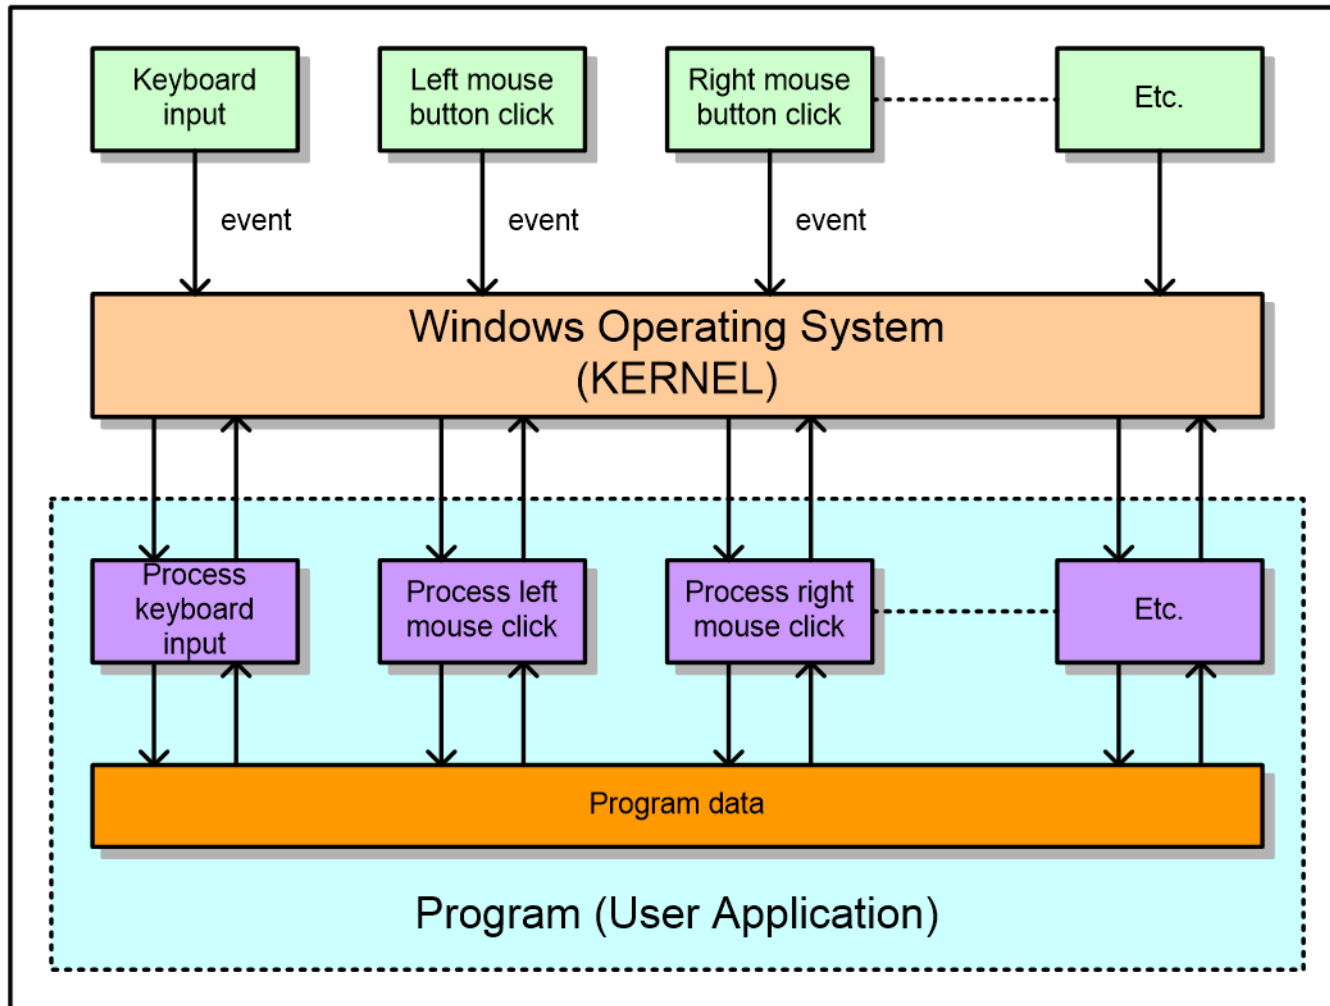 Keyboard
input
Left mouse
button click
Right mouse
button click
Etc.
event
event
event
Windows Operating System
(KERNEL)
Process
keyboard
input
Process left
mouse click
Process right
mouse click
Etc.
Program data
Program (User Application)